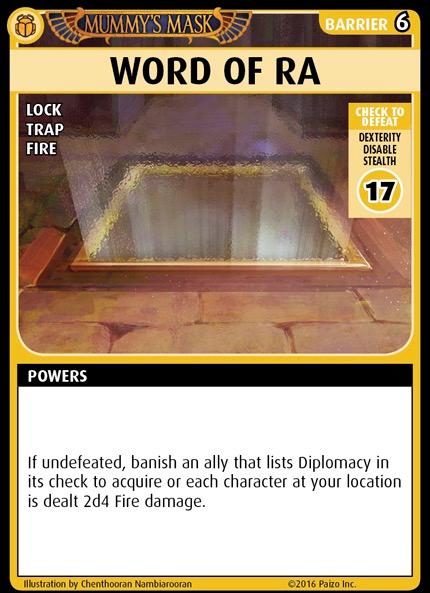 MUMMY'S MASK
BARRIER 6
WORD OF RA
LOCK
TRAP
FIRE
CHECK TO
DEFEAT
DEXTERITY
DISABLE
STEALTH
17
POWERS
If undefeated, banish an ally that lists Diplomacy in
its check to acquire or each character at your location
is dealt 2d4 Fire damage.
Illustration by Chenthooran Nambiarooran ©2016 Paizo Inc.